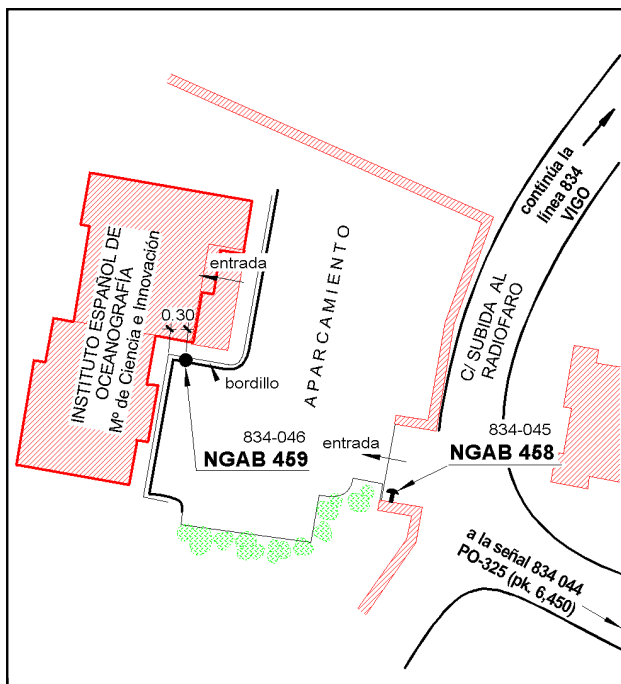 continúa la
línea 834
VIGO
APARCAMIENTO
INSTITUTO ESPAÑOL DE
OCEANOGRAFÍA
Mº de Ciencia e Innovación
entrada
0.30
C/ SUBIDA AL
RADIOFARO
bordillo
834-046
NGAB 459
entrada
834-045
NGAB 458
a la señal 834 044
PO-325 (pk. 6,450)